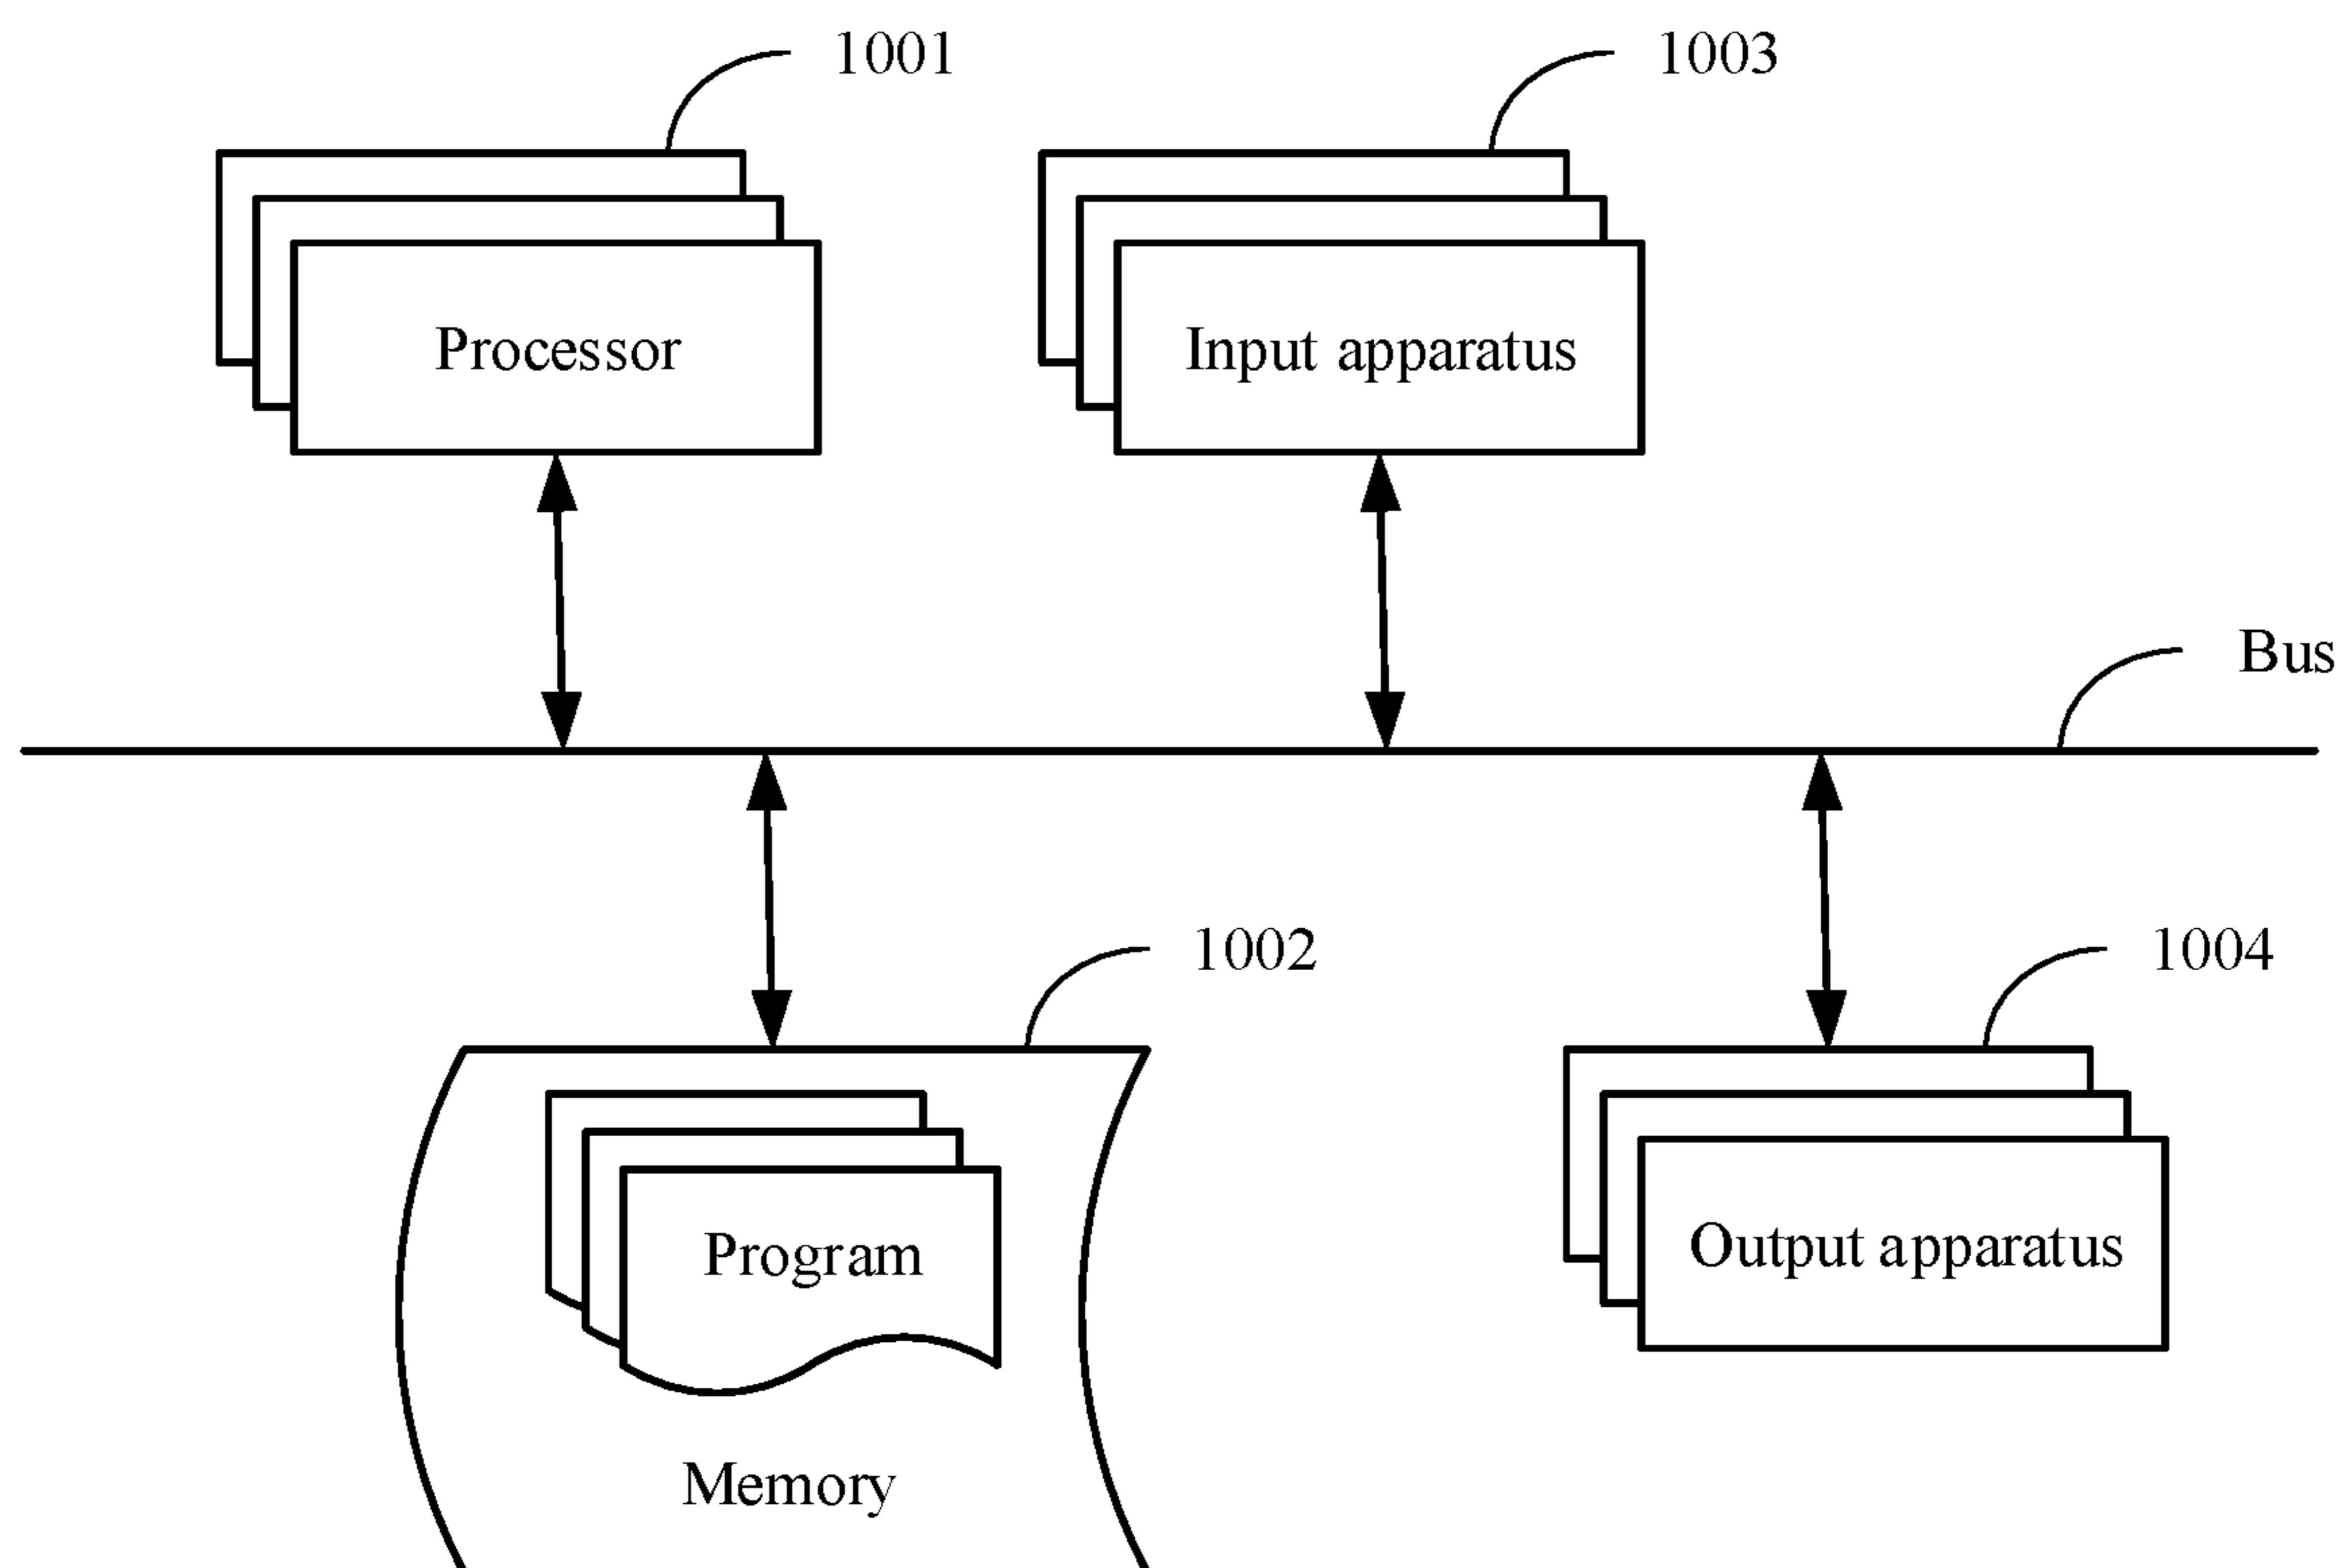 1001
1003
Processor
Input apparatus
Bus
1002
1004
Program
Output apparatus
Memory